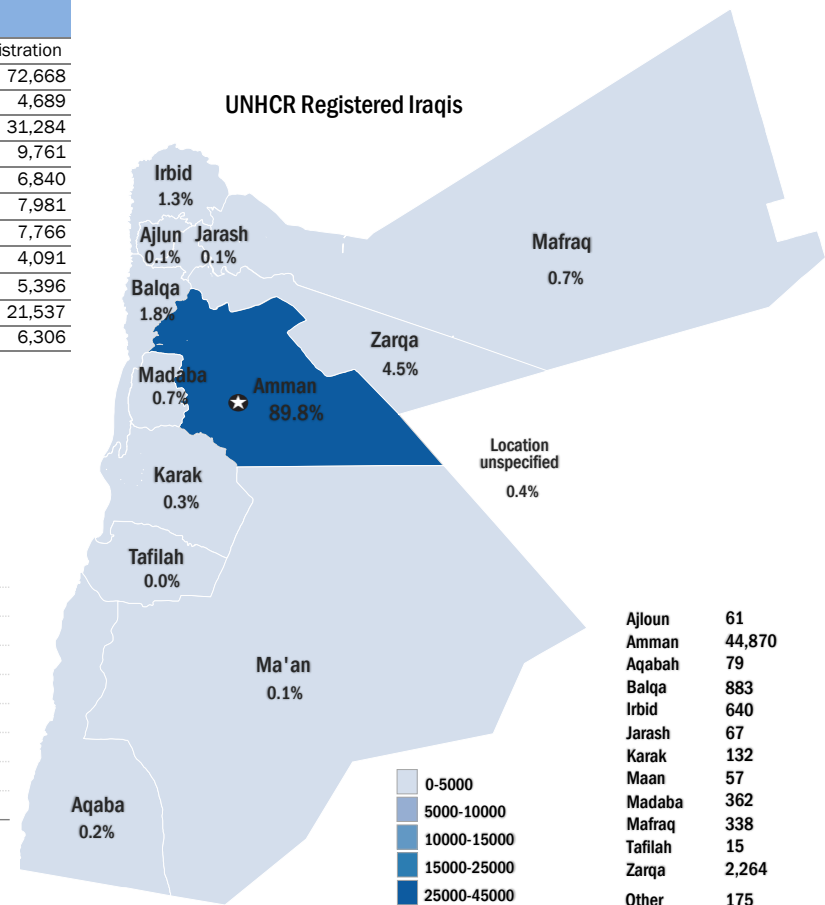 istration
72,668
4,689
31,284
9,761
6,840
7,981
7,766
4,091
5,396
21,537
6,306
UNHCR Registered Iraqis
Irbid
1.3%
Ajlun
0.1%
Jarash
0.1%
Mafraq
0.7%
Balqa
1.8%
Zarqa
4.5%
Madaba
0.7%
Amman
89.8%
Location
unspecified
0.4%
Karak
0.3%
Tafilah
0.0%
Ma'an
0.1%
Aqaba
0.2%
0-5000
5000-10000
10000-15000
15000-25000
25000-45000
Ajloun 61
Amman 44,870
Aqabah 79
Balqa 883
Irbid 640
Jarash 67
Karak 132
Maan 57
Madaba 362
Mafraq 338
Tafilah 15
Zarqa 2,264
Other 175